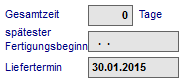 Gesamtzeit 0 Tage
spätester
Fertigungsbeginn . .
Liefertermin 30.01.2015